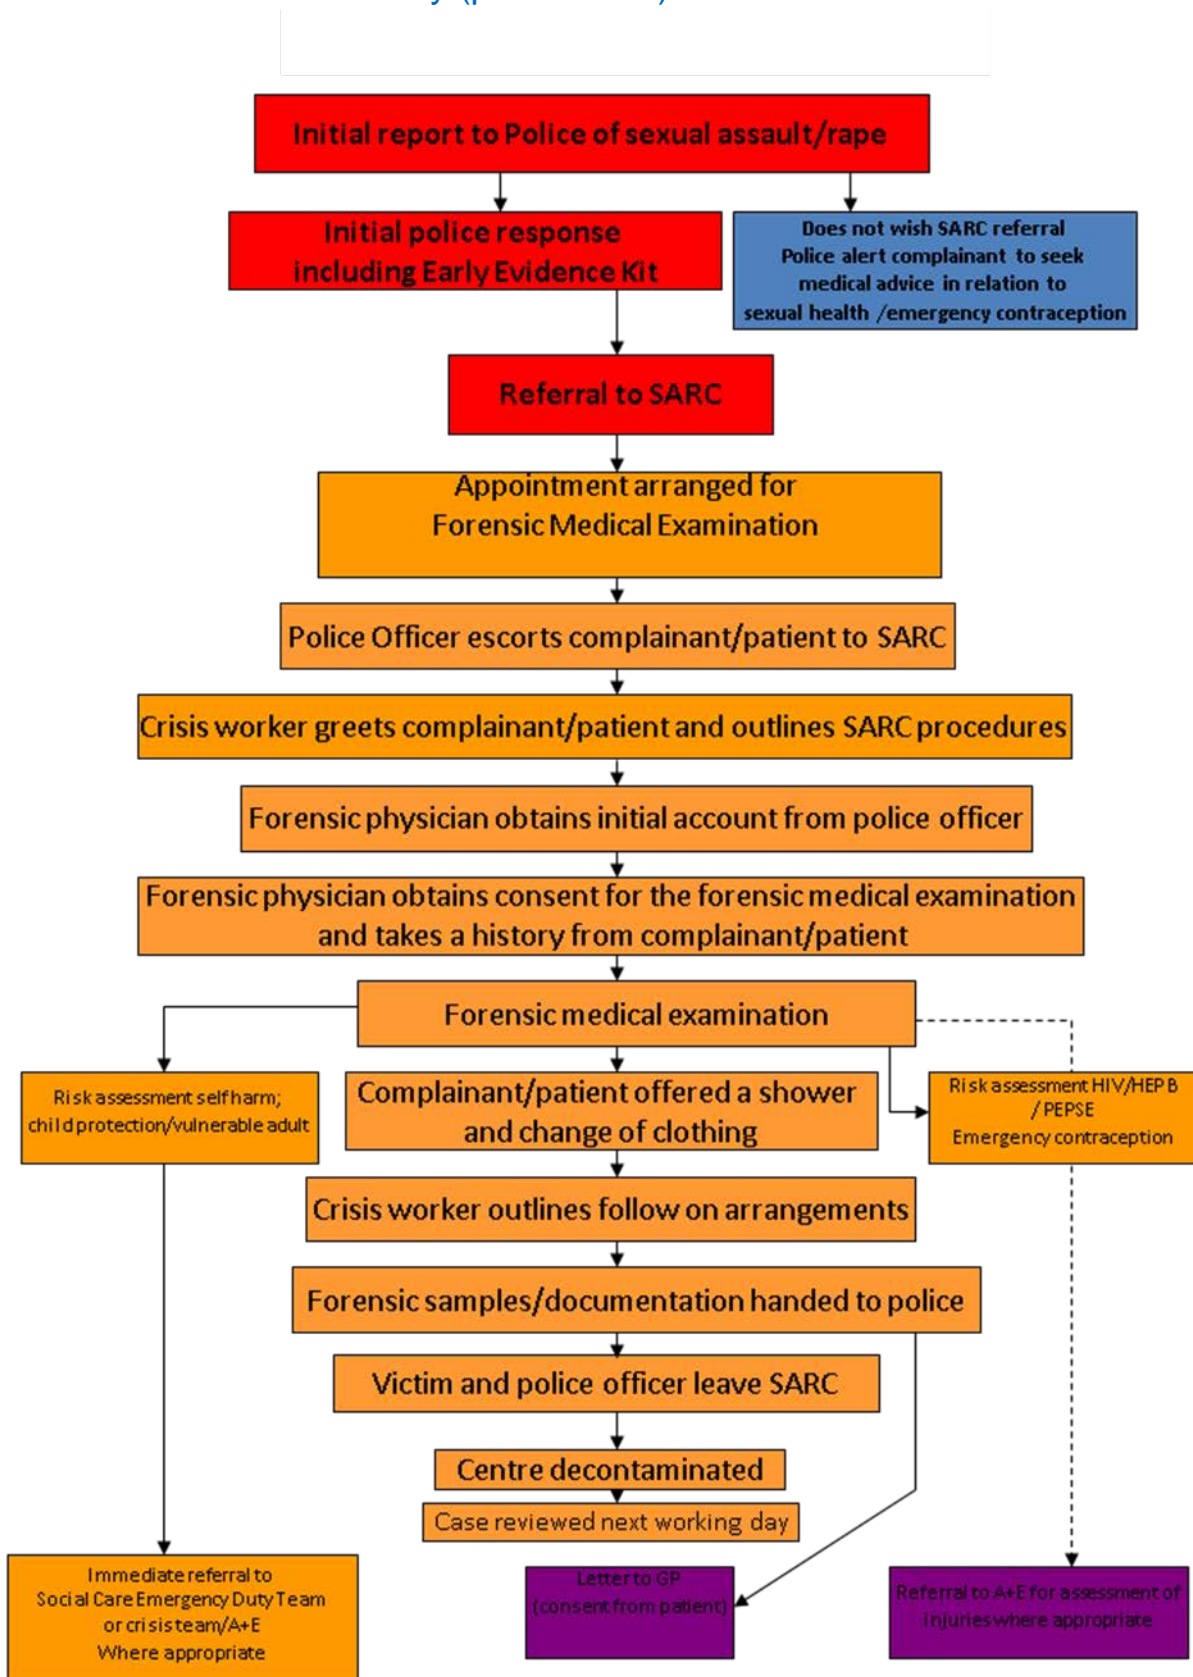 Initial report to Police of sexual assault/rape
Initial police response
including Early Evidence Kit
Does not wish SARC referral
Police alert complainant to seek
medical advice in relation to
sexual health /emergency contraception
Referral to SARC
Appointment arranged for
Forensic Medical Examination
Police Officer escorts complainant/patient to SARC
Crisis worker greets complainant/patient and outlines SARC procedures
Forensic physician obtains initial account from police officer
Forensic physician obtains consent for the forensic medical examination
and takes a history from complainant/patient
Forensic medical examination
Risk assessment self harm;
child protection/vulnerable adult
Complainant/patient offered a shower
and change of clothing
Risk assessment HIV/HEP B
/ PEPSE
Emergency contraception
Crisis worker outlines follow on arrangements
Forensic samples/documentation handed to police
Victim and police officer leave SARC
Centre decontaminated
Case reviewed next working day
Immediate referral to
Social Care Emergency Duty Team
or crisis team/A+E
Where appropriate
Letter to GP
(consent from patient)
Referral to A+E for assessment of
injuries where appropriate